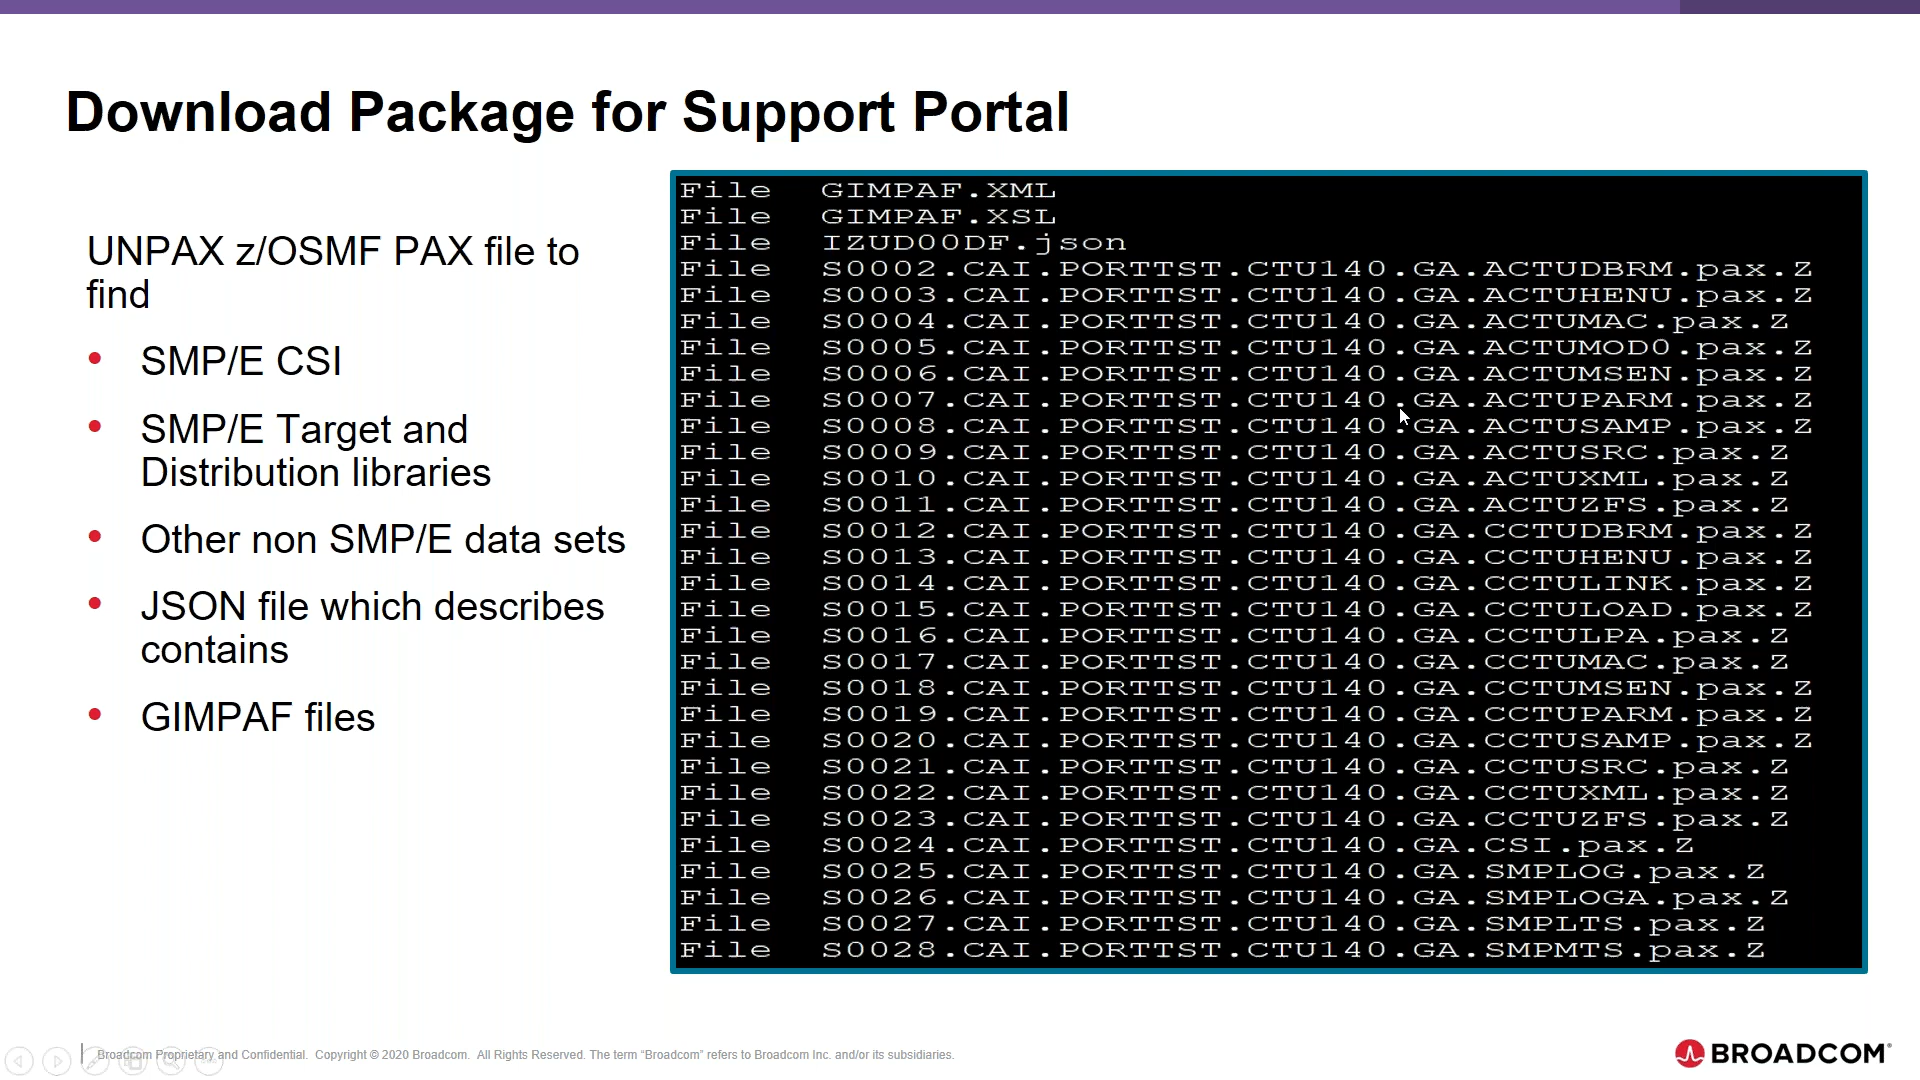 Download Package for Support Portal
UNPAX z/OSMF PAX file to
find
• SMP/E CSI
• SMP/E Target and
Distribution libraries
• Other non SMP/E data sets
• JSON file which describes
contains
• GIMPAF files
File GIMPAF.XML
File GIMPAF.XSL
File IZUD00DF.json
File S0002.CAI.PORTTST.CTU140.GA.ACTUDBRM.pax.Z
File S0003.CAI.PORTTST.CTU140.GA.ACTUHENU.pax.Z
File S0004.CAI.PORTTST.CTU140.GA.ACTUMAC.pax.Z
File S0005.CAI.PORTTST.CTU140.GA.ACTUMOD0.pax.Z
File S0006.CAI.PORTTST.CTU140.GA.ACTUMSEN.pax.Z
File S0007.CAI.PORTTST.CTU140.GA.ACTUPARM.pax.Z
File S0008.CAI.PORTTST.CTU140.GA.ACTUSAMP.pax.Z
File S0009.CAI.PORTTST.CTU140.GA.ACTUSRC.pax.Z
File S0010.CAI.PORTTST.CTU140.GA.ACTUXML.pax.Z
File S0011.CAI.PORTTST.CTU140.GA.ACTUZFS.pax.Z
File S0012.CAI.PORTTST.CTU140.GA.CCTUDBRM.pax.Z
File S0013.CAI.PORTTST.CTU140.GA.CCTUHENU.pax.Z
File S0014.CAI.PORTTST.CTU140.GA.CCTULINK.pax.Z
File S0015.CAI.PORTTST.CTU140.GA.CCTULOAD.pax.Z
File S0016.CAI.PORTTST.CTU140.GA.CCTULPA.pax.Z
File S0017.CAI.PORTTST.CTU140.GA.CCTUMAC.pax.Z
File S0018.CAI.PORTTST.CTU140.GA.CCTUMSEN.pax.Z
File S0019.CAI.PORTTST.CTU140.GA.CCTUPARM.pax.Z
File S0020.CAI.PORTTST.CTU140.GA.CCTUSAMP.pax.Z
File S0021.CAI.PORTTST.CTU140.GA.CCTUSRC.pax.Z
File S0022.CAI.PORTTST.CTU140.GA.CCTUXML.pax.Z
File S0023.CAI.PORTTST.CTU140.GA.CCTUZFS.pax.Z
File S0024.CAI.PORTTST.CTU140.GA.CSI.pax.Z
File S0025.CAI.PORTTST.CTU140.GA.SMPLOG.pax.Z
File S0026.CAI.PORTTST.CTU140.GA.SMPLOGA.pax.Z
File S0027.CAI.PORTTST.CTU140.GA.SMPLTS.pax.Z
File S0028.CAI.PORTTST.CTU140.GA.SMPMTS.pax.Z
Broadcom Proprietary and Confidential. Copyright © 2020 Broadcom. All Rights Reserved. The term “Broadcom” refers to Broadcom Inc. and/or its subsidiaries.
BROADCOM®